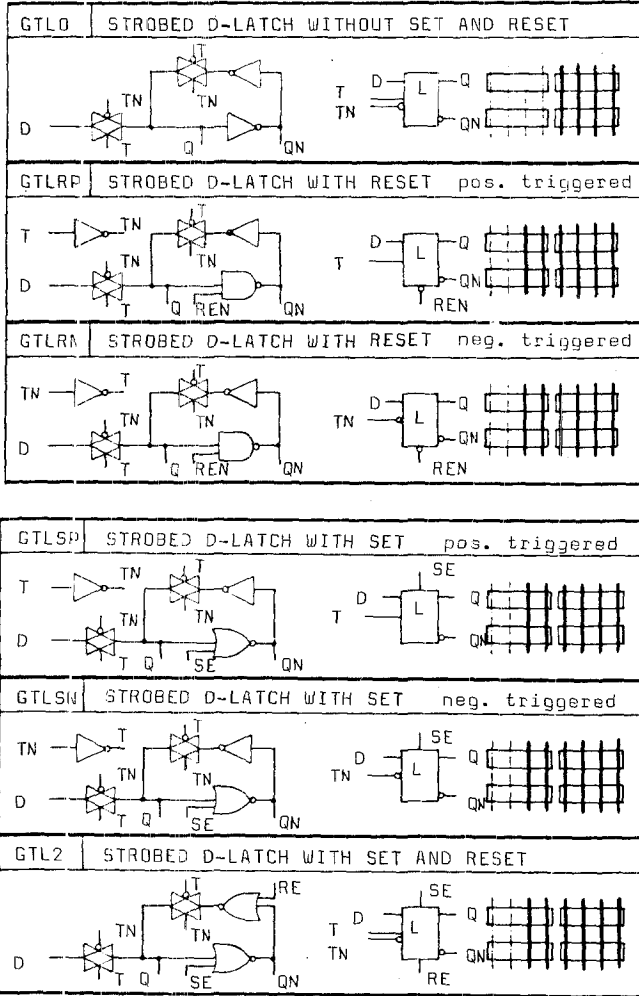 GTL0 STROBED D-LATCH WITHOUT SET AND RESET
T
TN
TN
D T Q QN
D L Q
T
TN QN
GTLRP STROBED D-LATCH WITH RESET pos. triggered
T TN T
TN TN
D T Q REN QN
D Q
T L
QN
REN
GTLRN STROBED D-LATCH WITH RESET neg. triggered
TN T T
TN TN
D T Q REN QN
D Q
TN L
QN
REN
GTLSP STROBED D-LATCH WITH SET pos. triggered
T TN T
TN
D T Q SE QN
SE
D L Q
T
QN
GTLSN STROBED D-LATCH WITH SET neg. triggered
TN T T
TN TN
D T Q SE QN
SE
D L Q
TN
QN
GTL2 STROBED D-LATCH WITH SET AND RESET
T RE
TN TN
D T Q SE QN
SE
D Q
T L
TN QN
RE